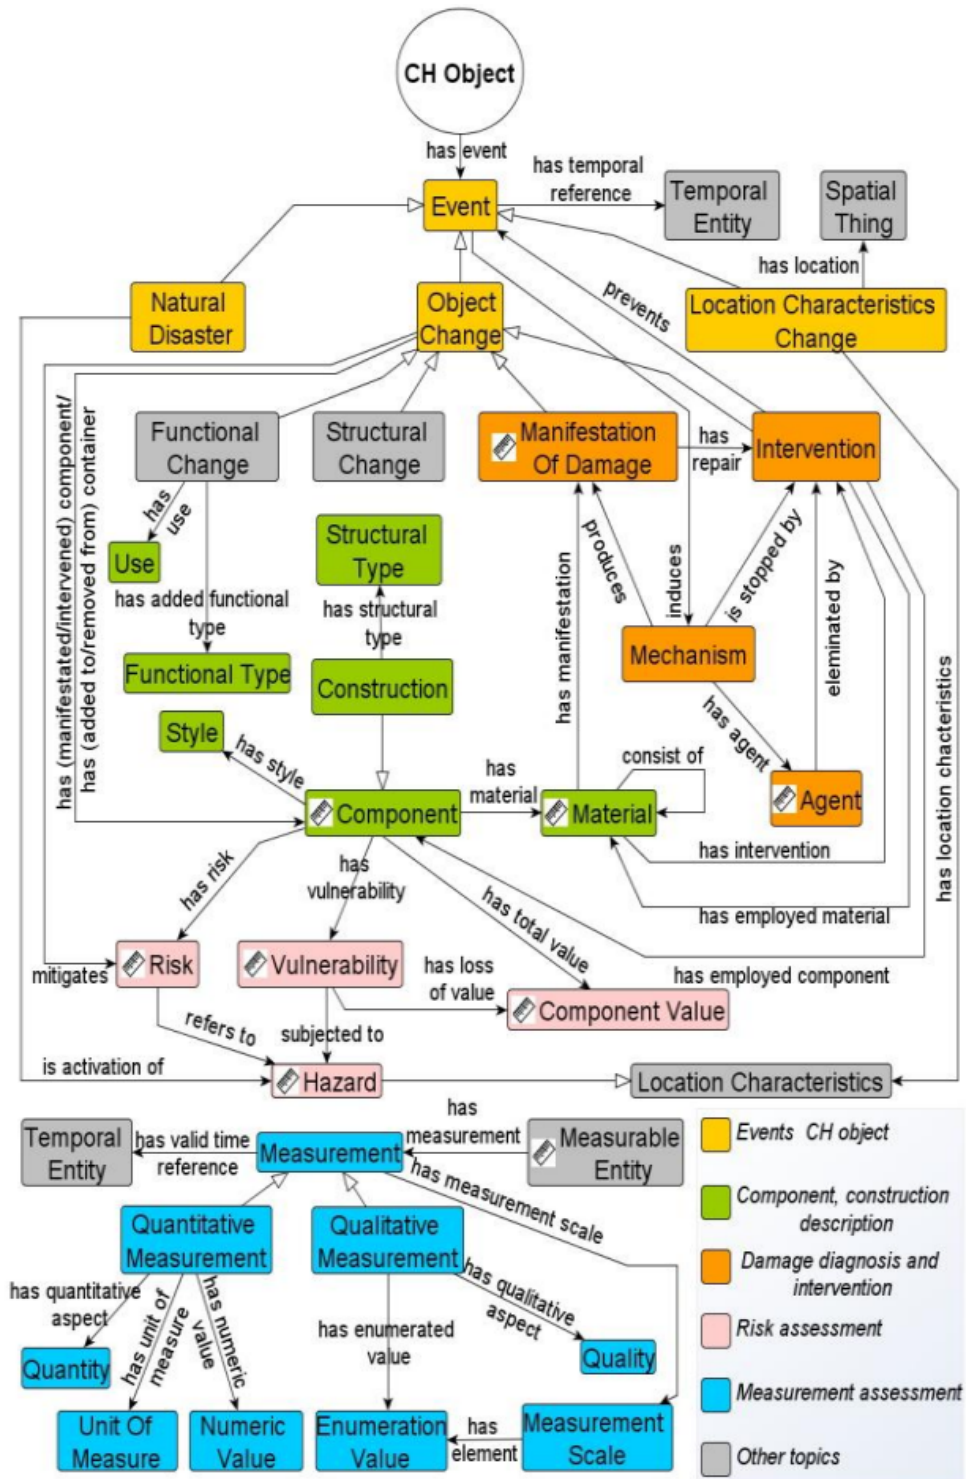 CH Object
has event
Event
has temporal
reference
Temporal
Entity
Spatial
Thing
has location
Natural
Disaster
Object
Change
prevents
Location Characteristics
Change
has (manifestated/intervened) component/
has (added to/removed from) container
Functional
Change
Structural
Change
Manifestation
Of Damage
has
repair
Intervention
has
use
Use
Structural
Type
has added functional
type
has structural
type
Functional Type
Construction
has manifestation
produces
induces
is stopped by
eleminated by
Mechanism
has agent
Agent
has location chacteristics
Style
has style
Component
has
material
Material
consist of
has intervention
has employed material
has employed component
has risk
has
vulnerability
has total value
mitigates
Risk
Vulnerability
has loss
of value
Component Value
refers to
subjected to
is activation of
Hazard
Location Characteristics
Temporal
Entity
has valid time
reference
Measurement
has
measurement
Measurable
Entity
has measurement scale
Quantitative
Measurement
Qualitative
Measurement
has quantitative
aspect
has unit of
measure
has numeric
value
has enumerated
value
has qualitative
aspect
Quantity
Quality
Unit Of
Measure
Numeric
Value
Enumeration
Value
has
element
Measurement
Scale
Events CH object
Component, construction
description
Damage diagnosis and
intervention
Risk assessment
Measurement assessment
Other topics